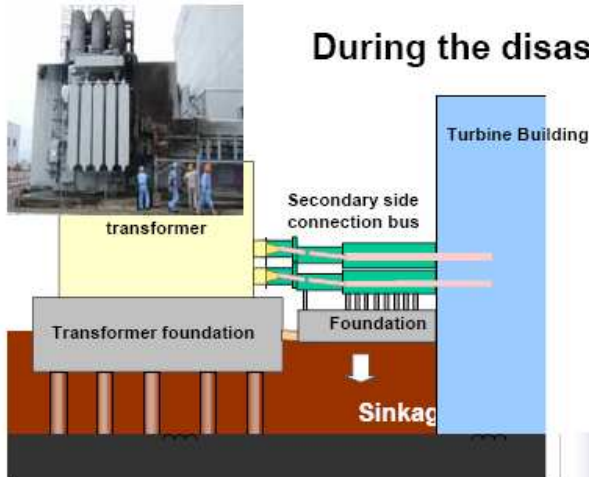 During the disas
Turbine Building
Secondary side
connection bus
transformer
Transformer foundation
Foundation
Sinkag